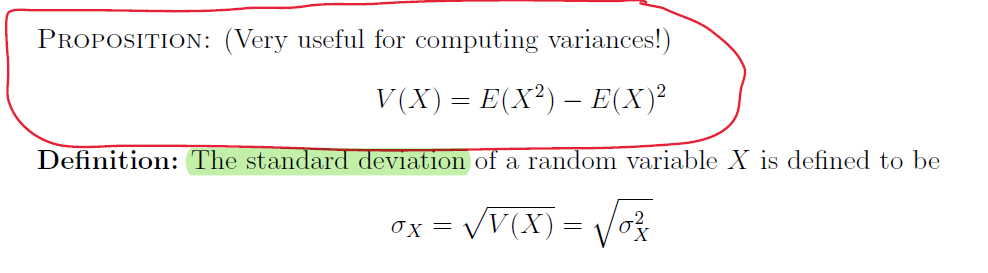 PROPOSITION: (Very useful for computing variances!)
V(X) = E(X²) − E(X)²
Definition: The standard deviation of a random variable X is defined to be
σ_X = √V(X) = √σ²_X